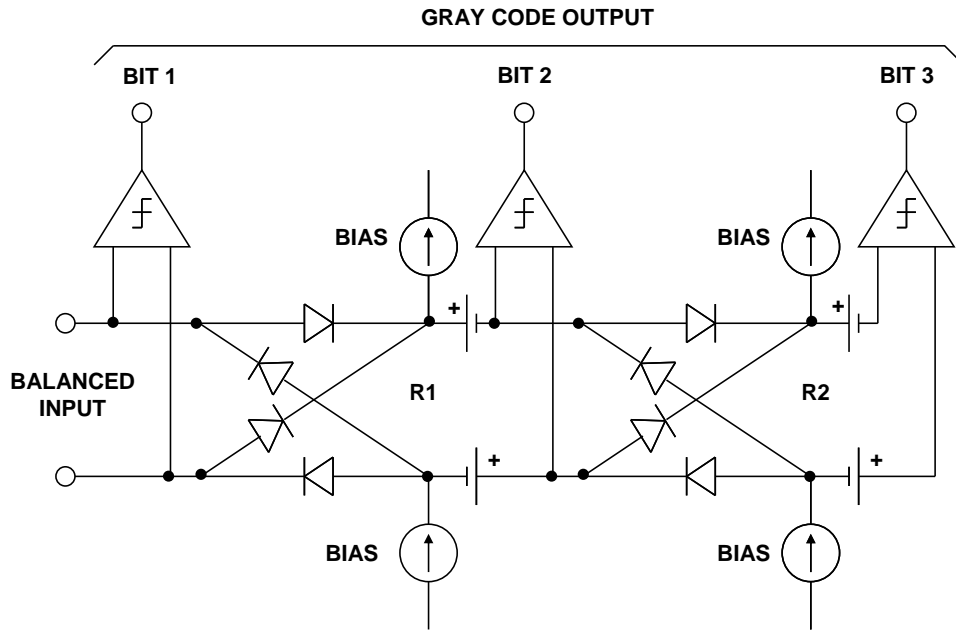 GRAY CODE OUTPUT
BIT 1
BIT 2
BIT 3
BIAS
BIAS
+
+
BALANCED
INPUT
R1
R2
+
+
BIAS
BIAS